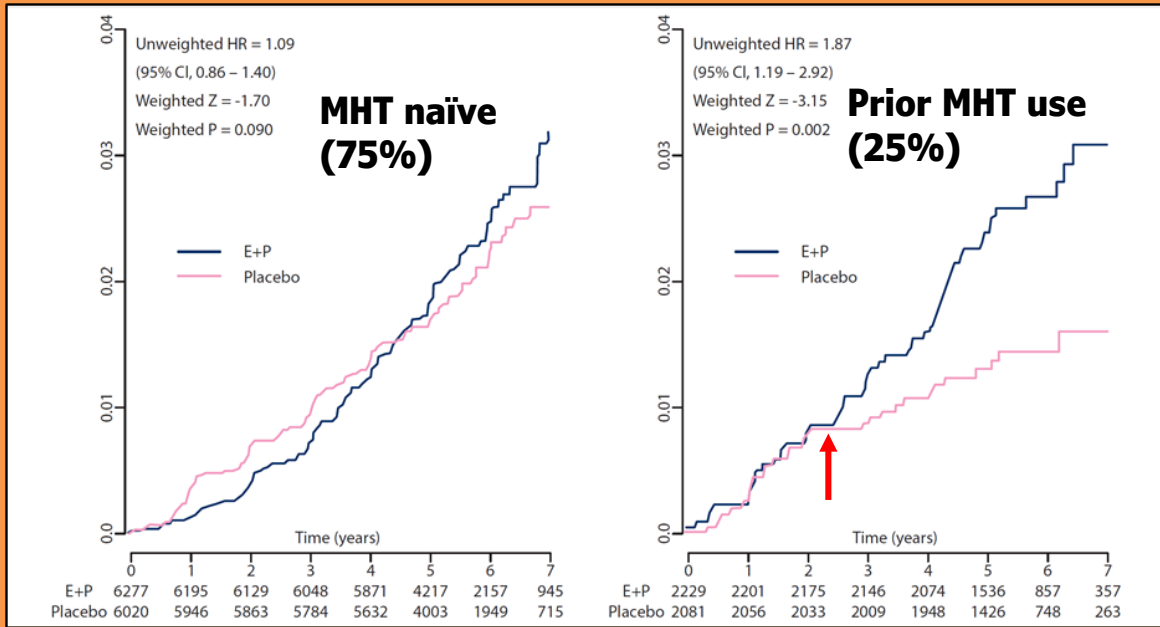 0.04
Unweighted HR = 1.09
(95% Cl, 0.86 – 1.40)
Weighted Z = -1.70
Weighted P = 0.090
MHT naïve
(75%)
0.03
E+P
Placebo
0.02
0.01
0.0
Time (years)
0 1 2 3 4 5 6 7
E+P 6277 6195 6129 6048 5871 4217 2157 945
Placebo 6020 5946 5863 5784 5632 4003 1949 715
0.04
Unweighted HR = 1.87
(95% Cl, 1.19 – 2.92)
Weighted Z = -3.15
Weighted P = 0.002
Prior MHT use
(25%)
0.03
E+P
Placebo
0.02
0.01
0.0
Time (years)
0 1 2 3 4 5 6 7
E+P 2229 2201 2175 2146 2074 1536 857 357
Placebo 2081 2056 2033 2009 1948 1426 748 263